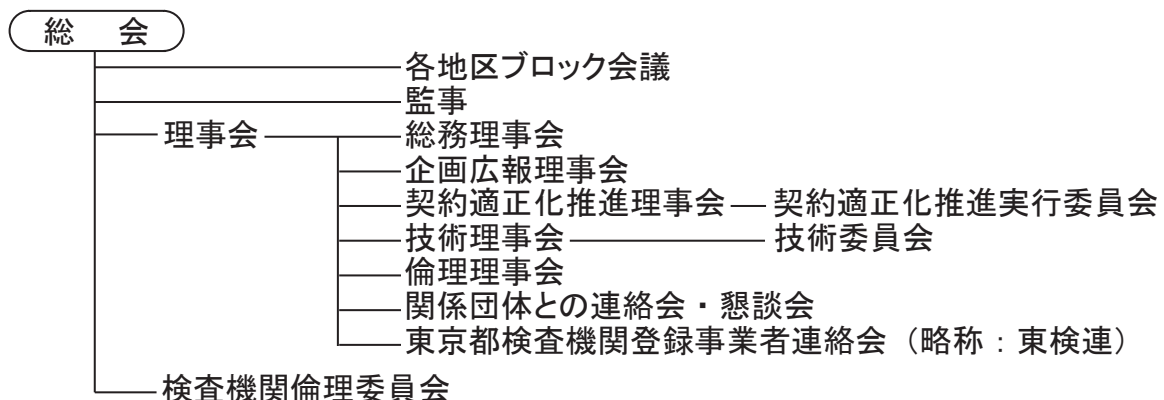 総　会
各地区ブロック会議
監事
理事会　総務理事会
企画広報理事会
契約適正化推進理事会　契約適正化推進実行委員会
技術理事会　技術委員会
倫理理事会
関係団体との連絡会・懇談会
東京都検査機関登録事業者連絡会（略称：東検連）
検査機関倫理委員会